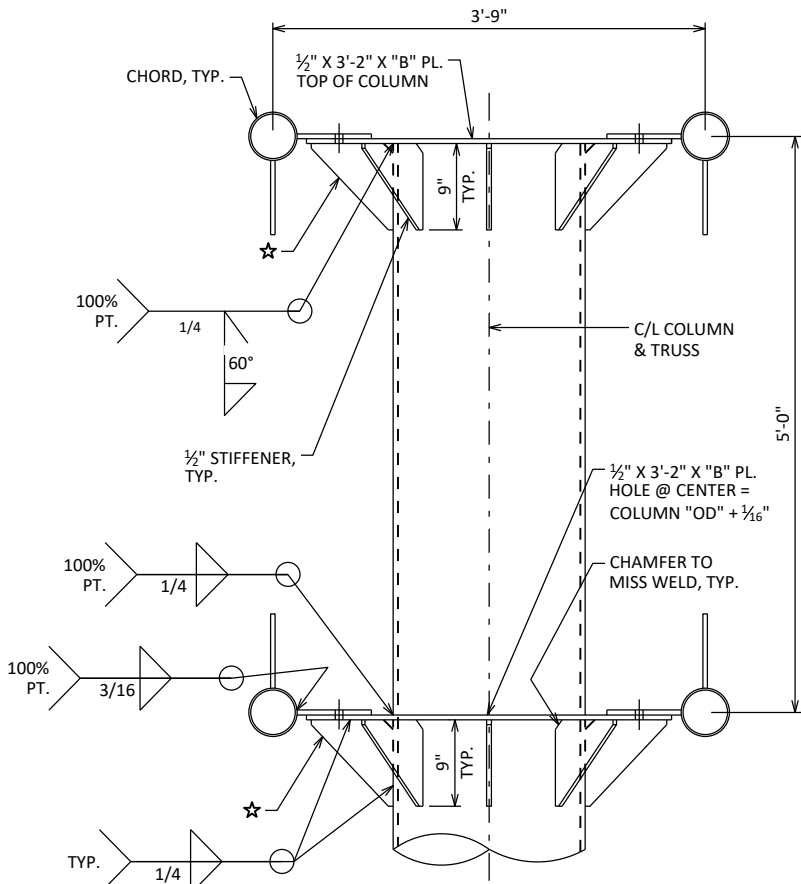 3'-9"
½" X 3'-2" X "B" PL.
TOP OF COLUMN
CHORD, TYP.
9"
TYP.
100%
PT.
1/4
60°
C/L COLUMN
& TRUSS
5'-0"
½" STIFFENER,
TYP.
½" X 3'-2" X "B" PL.
HOLE @ CENTER =
COLUMN "OD" + ⅟₁₆"
100%
PT.
1/4
CHAMFER TO
MISS WELD, TYP.
100%
PT.
3/16
9"
TYP.
TYP.
1/4